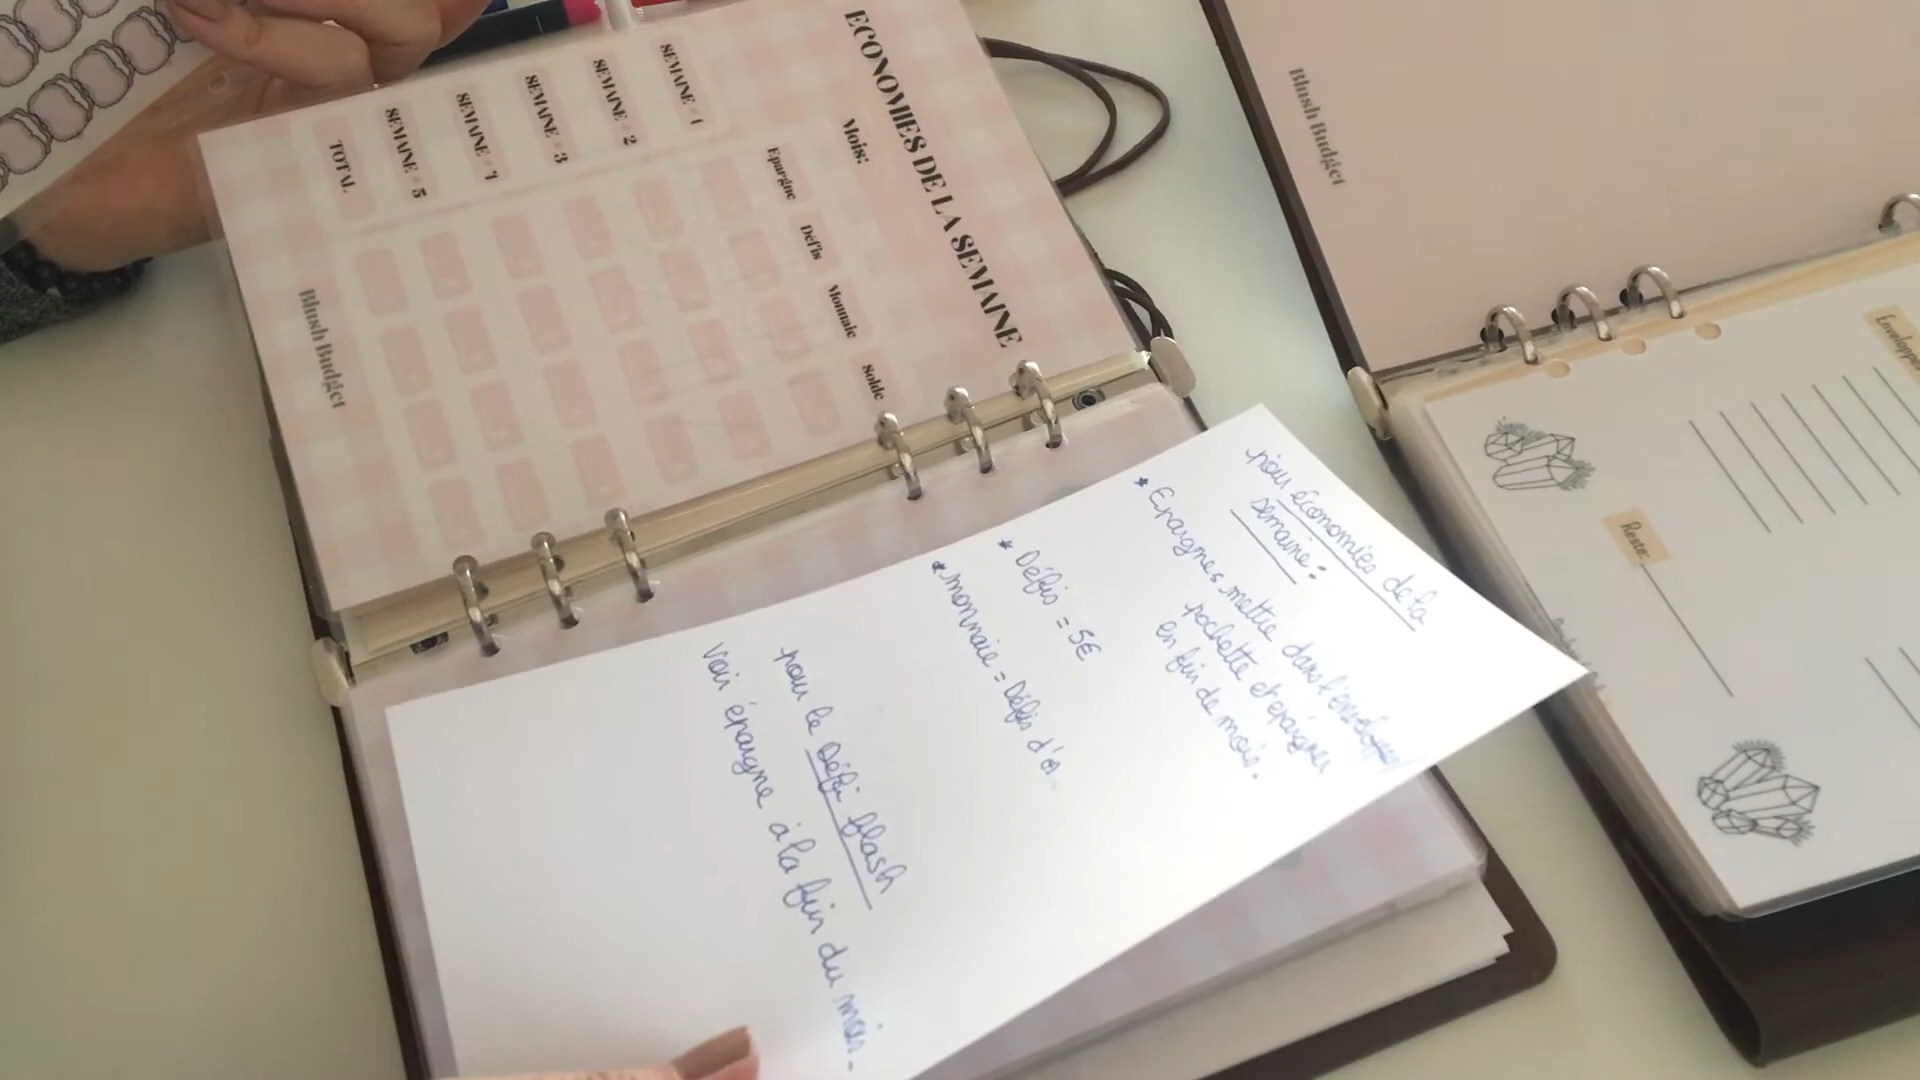 ECONOMIES DE LA SEMAINE
Mois:
Epargne Défis Monnaie Solde
SEMAINE #1
SEMAINE #2
SEMAINE #3
SEMAINE #4
SEMAINE #5
TOTAL
Blush Budget
pour économies de la
semaine:
* Epargnes mettre dans l'enveloppe/
pochette et épargner
en fin de mois.
* Défis = 5€
* monnaie = Défis d'or
pour le Défi flash
voir épargne à la fin du mois.
Blush Budget
Reste: